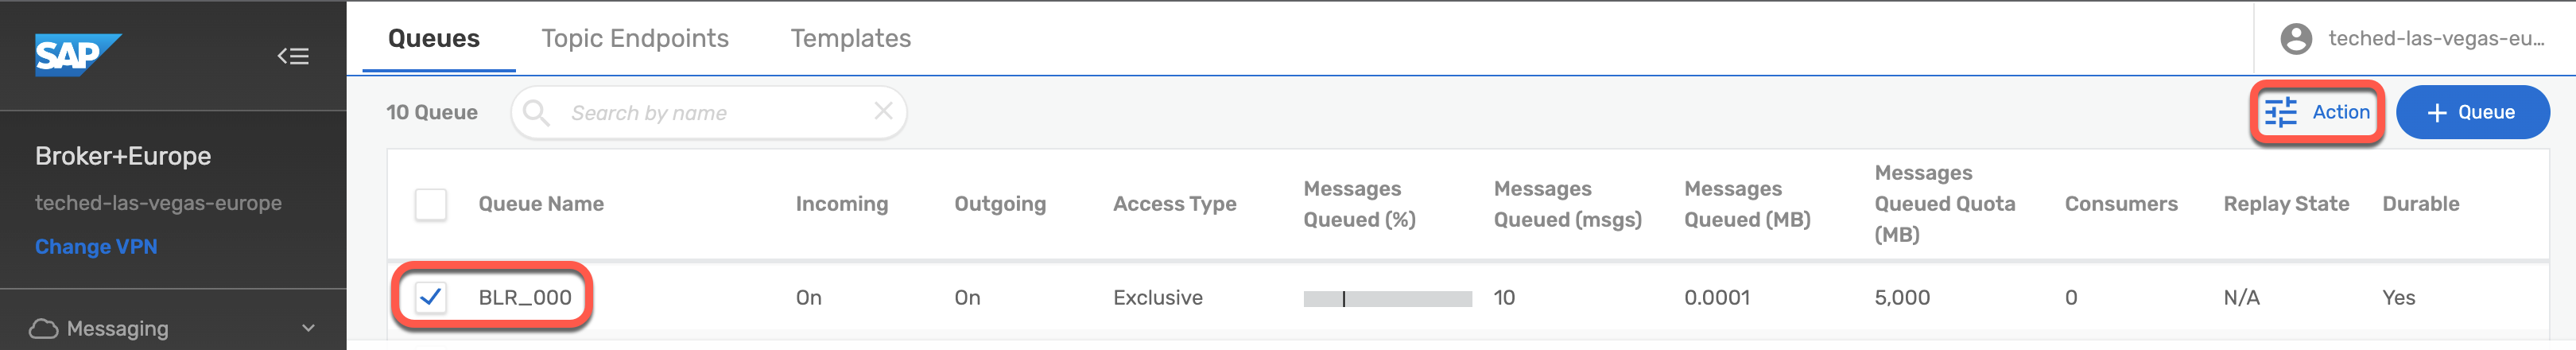 SAP
Queues
Topic Endpoints
Templates
teched-las-vegas-eu...
Broker+Europe
teched-las-vegas-europe
Change VPN
Messaging
10 Queue
Search by name
Action
+ Queue
Queue Name
Incoming
Outgoing
Access Type
Messages
Queued (%)
Messages
Queued (msgs)
Messages
Queued (MB)
Messages
Queued Quota
(MB)
Consumers
Replay State
Durable
BLR_000
On
On
Exclusive
10
0.0001
5,000
0
N/A
Yes